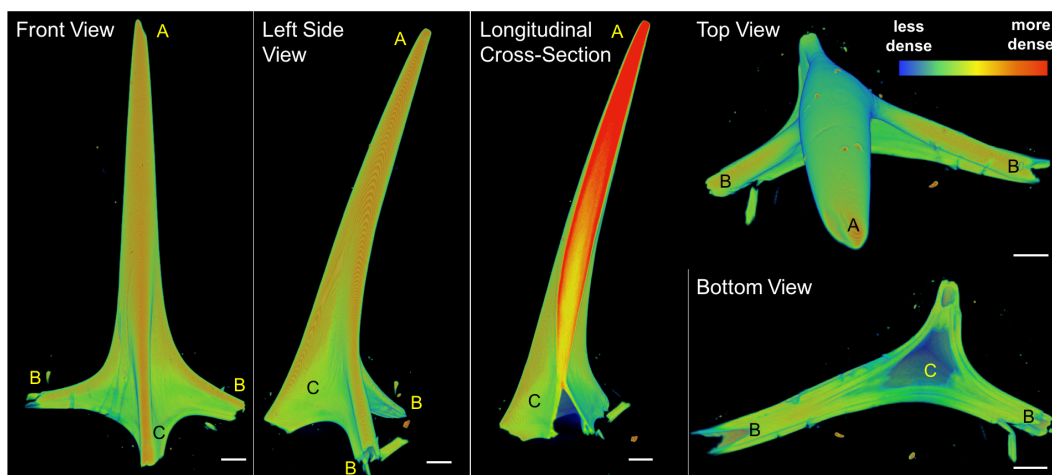 Front View
A
B
B
C
Left Side
View
A
C
B
B
Longitudinal
Cross-Section
A
C
Top View
less
dense
more
dense
B
B
A
Bottom View
C
B
B